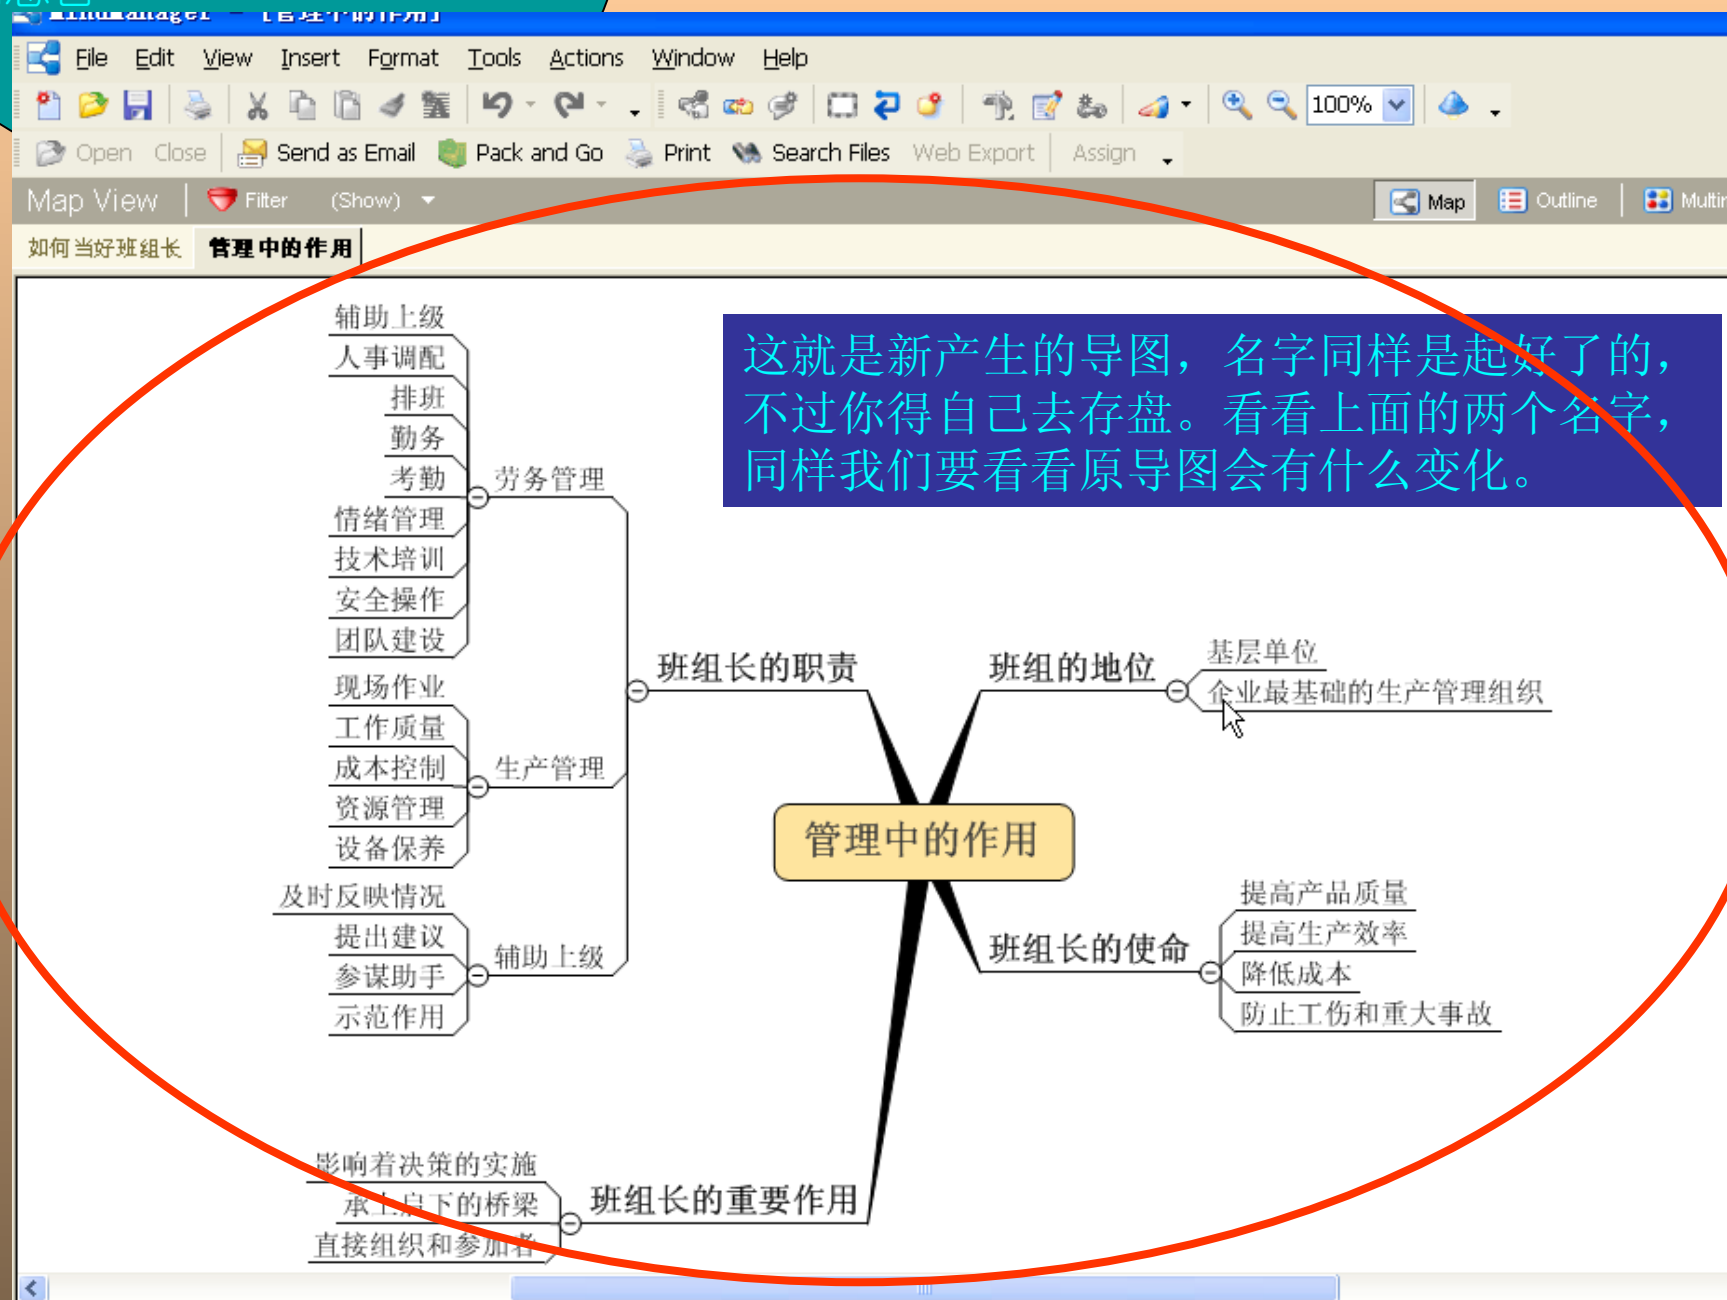 Mindmanager - [管理中的作用]
File Edit View Insert Format Tools Actions Window Help
100%
Open Close Send as Email Pack and Go Print Search Files Web Export Assign
Map View Filter (Show) Map Outline
如何当好班组长 管理中的作用
这就是新产生的导图，名字同样是起好了的，
不过你得自己去存盘。看看上面的两个名字，
同样我们要看看原导图会有什么变化。
辅助上级
人事调配
排班
勤务
考勤
情绪管理
技术培训
安全操作
团队建设
劳务管理
现场作业
工作质量
成本控制
资源管理
设备保养
生产管理
及时反映情况
提出建议
参谋助手
示范作用
辅助上级
班组长的职责
班组的地位
基层单位
企业最基础的生产管理组织
管理中的作用
班组长的使命
提高产品质量
提高生产效率
降低成本
防止工伤和重大事故
影响着决策的实施
承上启下的桥梁
直接组织和参加者
班组长的重要作用